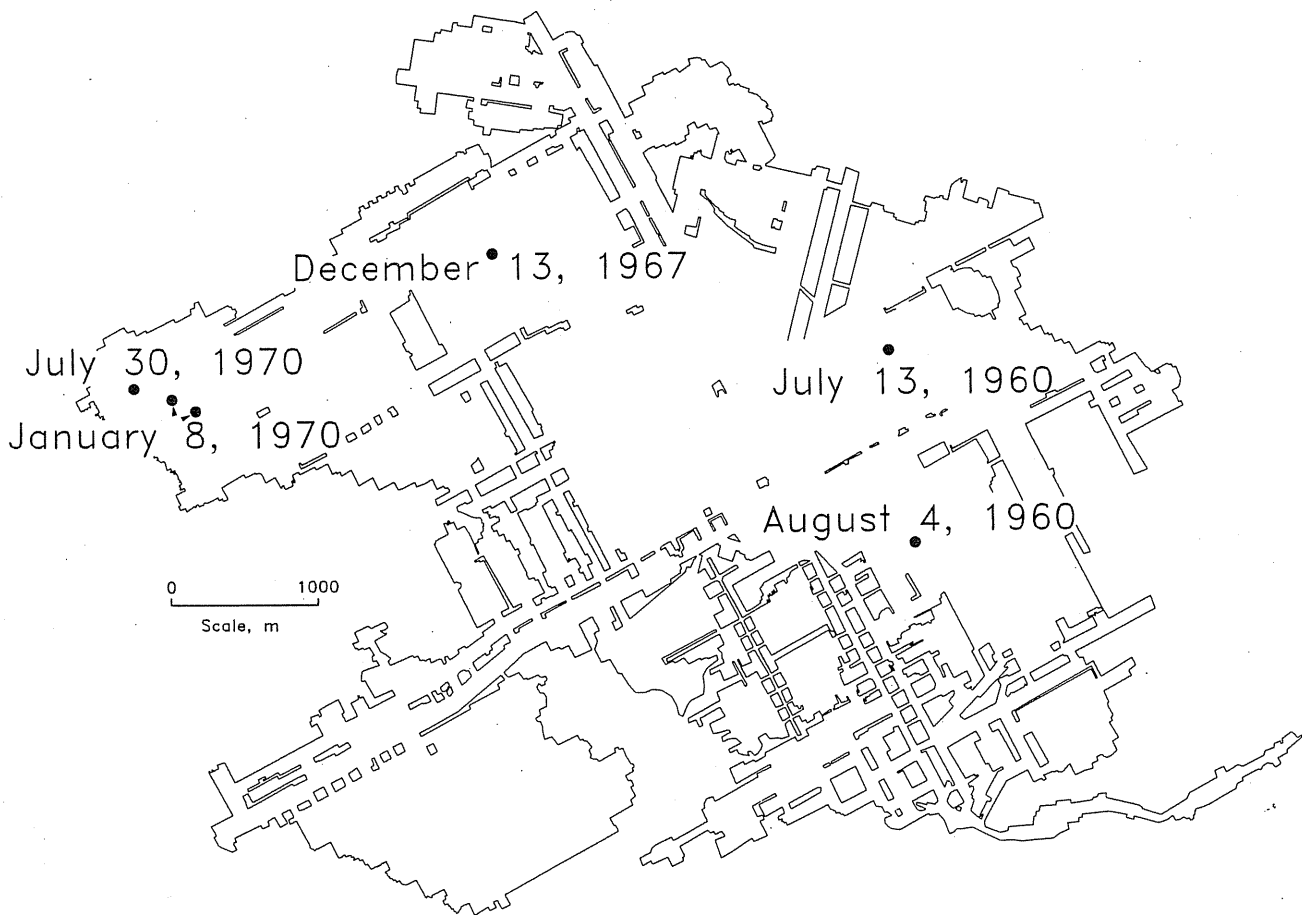 December 13, 1967
July 30, 1970
July 13, 1960
January 8, 1970
August 4, 1960
0 1000
Scale, m